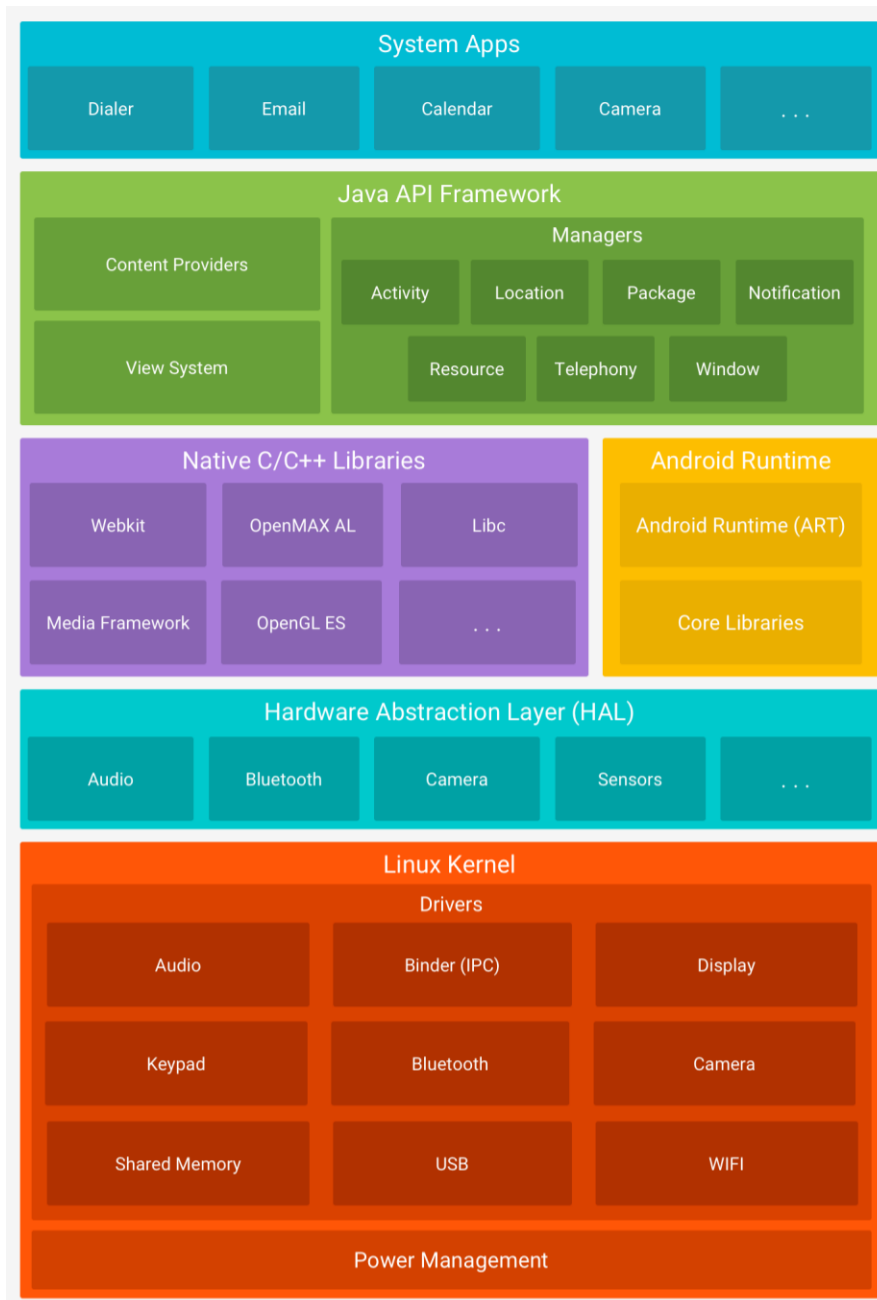 System Apps
Dialer
Email
Calendar
Camera
. . .
Java API Framework
Content Providers
View System
Managers
Activity
Location
Package
Notification
Resource
Telephony
Window
Native C/C++ Libraries
Webkit
OpenMAX AL
Libc
Media Framework
OpenGL ES
. . .
Android Runtime
Android Runtime (ART)
Core Libraries
Hardware Abstraction Layer (HAL)
Audio
Bluetooth
Camera
Sensors
. . .
Linux Kernel
Drivers
Audio
Binder (IPC)
Display
Keypad
Bluetooth
Camera
Shared Memory
USB
WIFI
Power Management